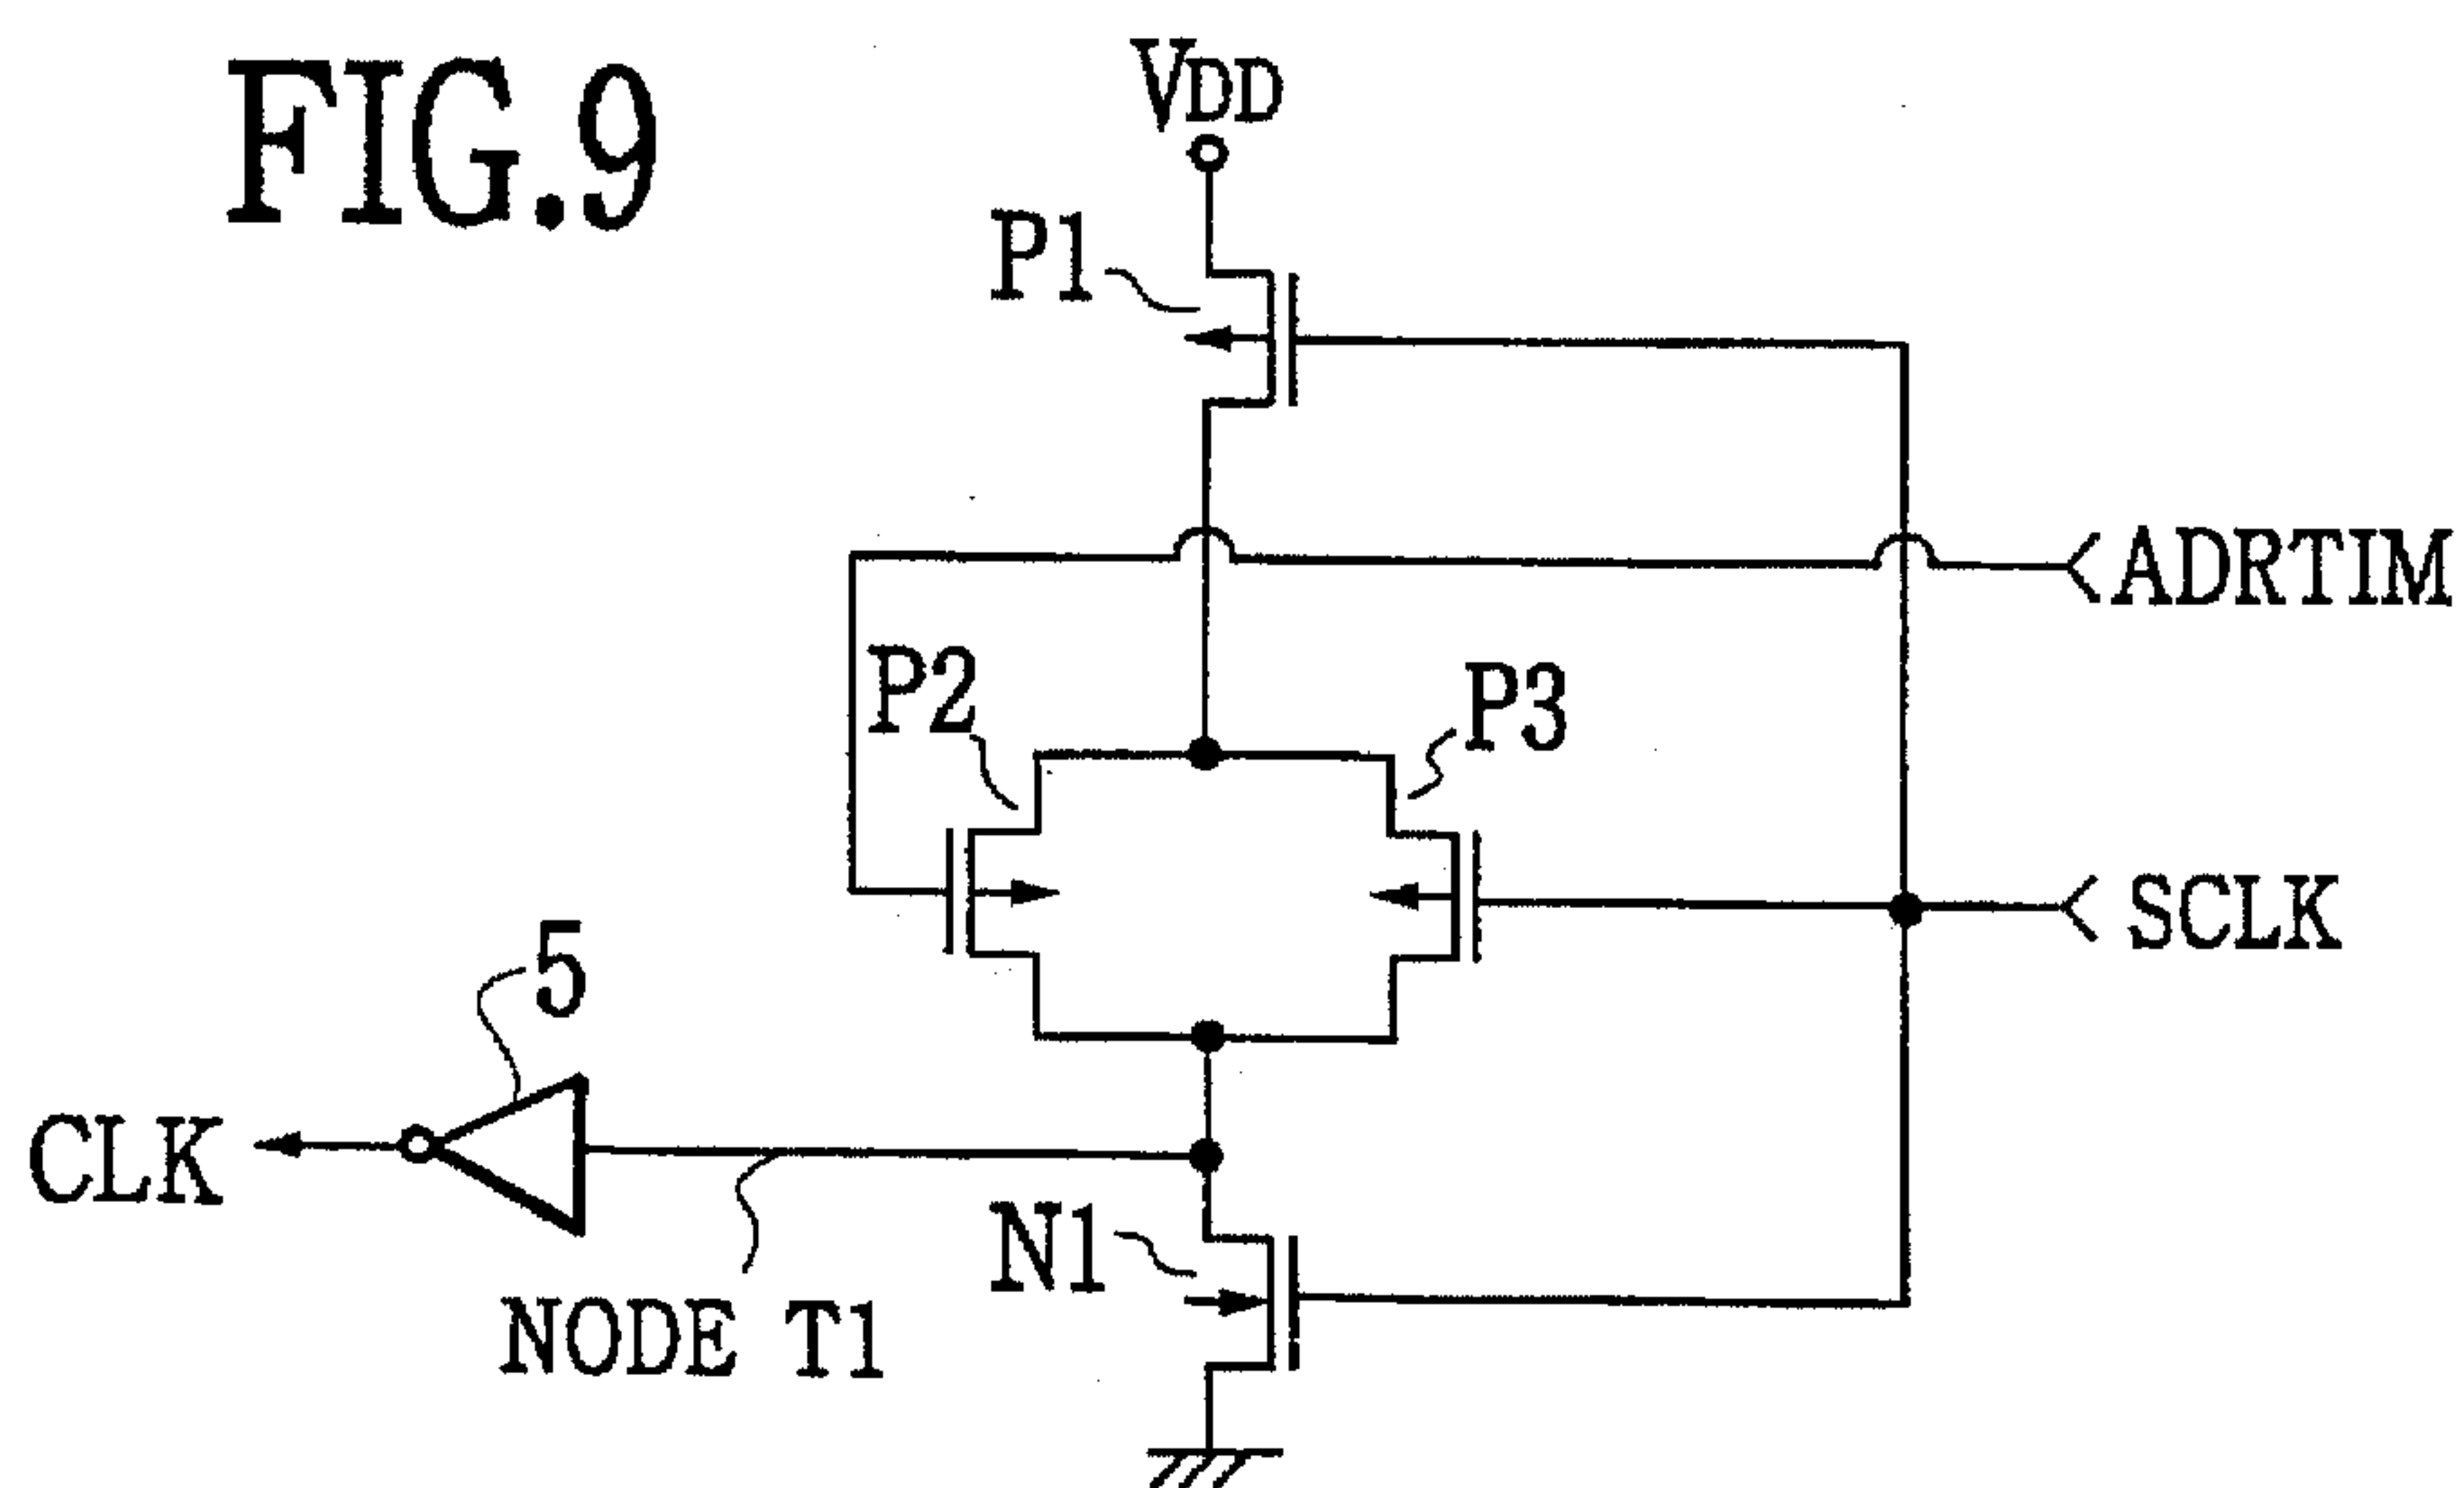 FIG.9
VDD
P1
ADRTIM
P2
P3
SCLK
5
CLK
N1
NODE T1